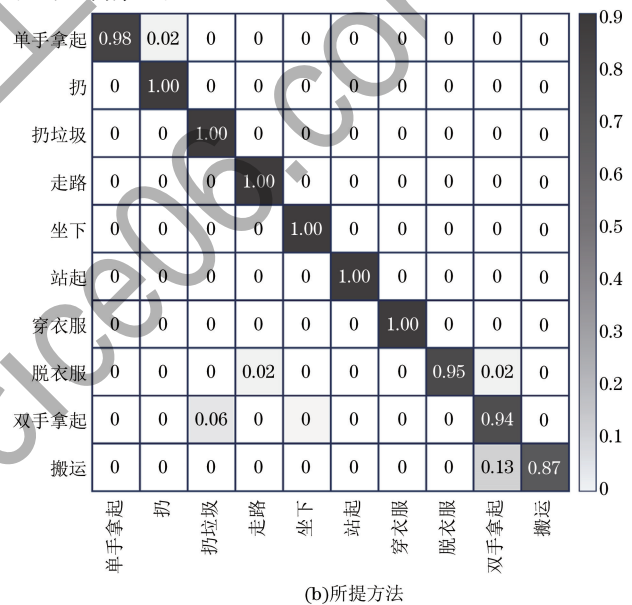 单手拿起 0.98 0.02 0 0 0 0 0 0 0 0
扔 0 1.00 0 0 0 0 0 0 0 0
扔垃圾 0 0 1.00 0 0 0 0 0 0 0
走路 0 0 0 1.00 0 0 0 0 0 0
坐下 0 0 0 0 1.00 0 0 0 0 0
站起 0 0 0 0 0 1.00 0 0 0 0
穿衣服 0 0 0 0 0 0 1.00 0 0 0
脱衣服 0 0 0 0.02 0 0 0 0.95 0.02 0
双手拿起 0 0 0.06 0 0 0 0 0 0.94 0
搬运 0 0 0 0 0 0 0 0 0.13 0.87
单手拿起 扔 扔垃圾 走路 坐下 站起 穿衣服 脱衣服 双手拿起 搬运
0.9
0.8
0.7
0.6
0.5
0.4
0.3
0.2
0.1
0
(b)所提方法